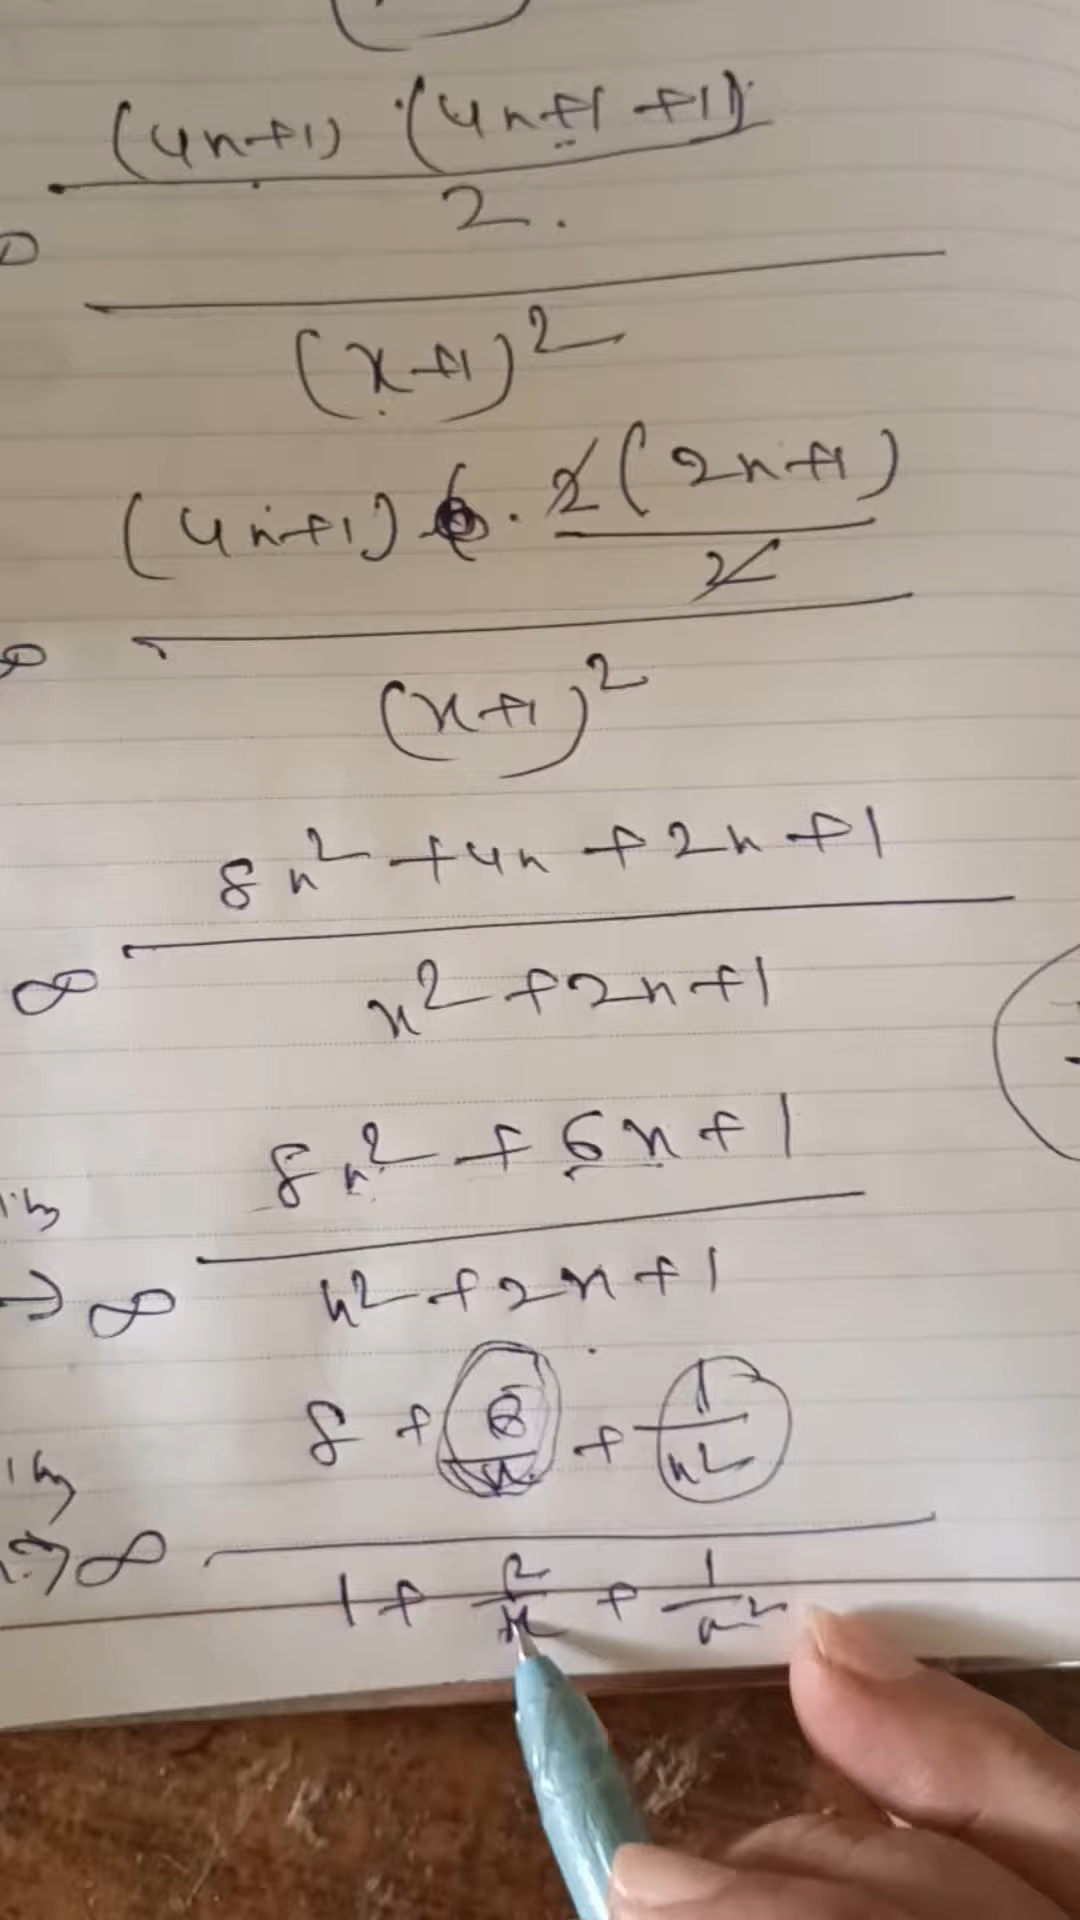 (4n+1) · (4n+1+1)
2.
(n+1)²
(4n+1) . 2(2n+1)
2
(n+1)²
8n² + 4n + 2n + 1
∞
n² + 2n + 1
8n² + 6n + 1
lim
→ ∞
n² + 2n + 1
8 + 6/n + 1/n²
lim
n→∞
1 + 2/n + 1/n²